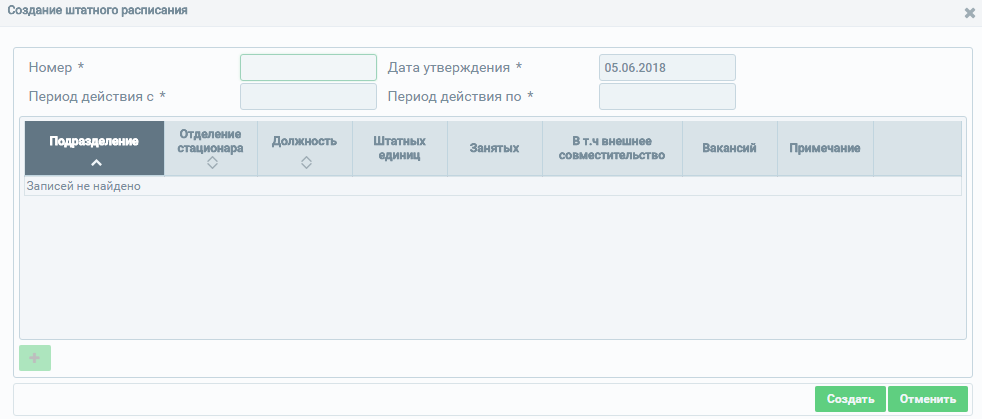 Создание штатного расписания
Номер *
Дата утверждения *
05.06.2018
Период действия с *
Период действия по *
Подразделение
Отделение
стационара
Должность
Штатных
единиц
Занятых
В т.ч внешнее
совместительство
Вакансий
Примечание
Записей не найдено
Создать
Отменить